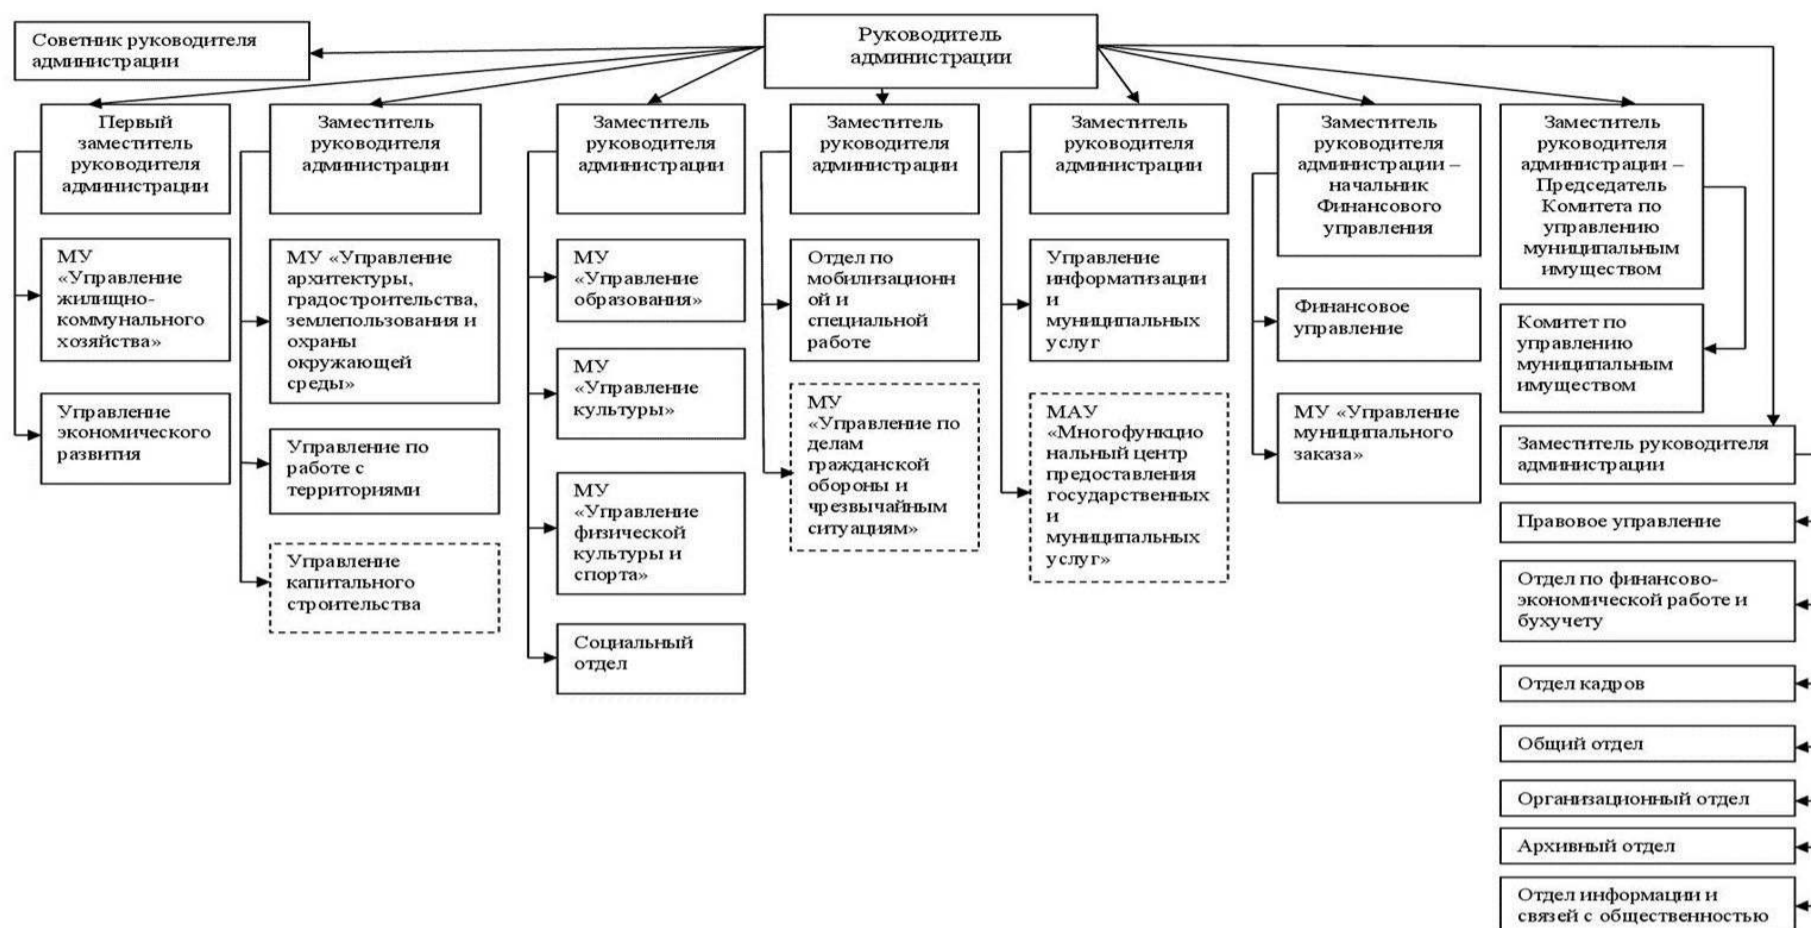 Советник руководителя
администрации
Руководитель
администрации
Первый
заместитель
руководителя
администрации
МУ
«Управление
жилищно-
коммунального
хозяйства»
Управление
экономического
развития
Заместитель
руководителя
администрации
МУ «Управление
архитектуры,
градостроительства,
землепользования и
охраны
окружающей
среды»
Управление по
работе с
территориями
Управление
капитального
строительства
Заместитель
руководителя
администрации
МУ
«Управление
образования»
МУ
«Управление
культуры»
МУ
«Управление
физической
культуры и
спорта»
Социальный
отдел
Заместитель
руководителя
администрации
Отдел по
мобилизационн
ой и
специальной
работе
МУ
«Управление по
делам
гражданской
обороны и
чрезвычайным
ситуациям»
Заместитель
руководителя
администрации
Управление
информатизации
и
муниципальных
услуг
МАУ
«Многофункцио
нальный центр
предоставления
государственных
и
муниципальных
услуг»
Заместитель
руководителя
администрации –
начальник
Финансового
управления
Финансовое
управление
МУ «Управление
муниципального
заказа»
Заместитель
руководителя
администрации –
Председатель
Комитета по
управлению
муниципальным
имуществом
Комитет по
управлению
муниципальным
имуществом
Заместитель руководителя
администрации
Правовое управление
Отдел по финансово-
экономической работе и
бухучету
Отдел кадров
Общий отдел
Организационный отдел
Архивный отдел
Отдел информации и
связей с общественностью